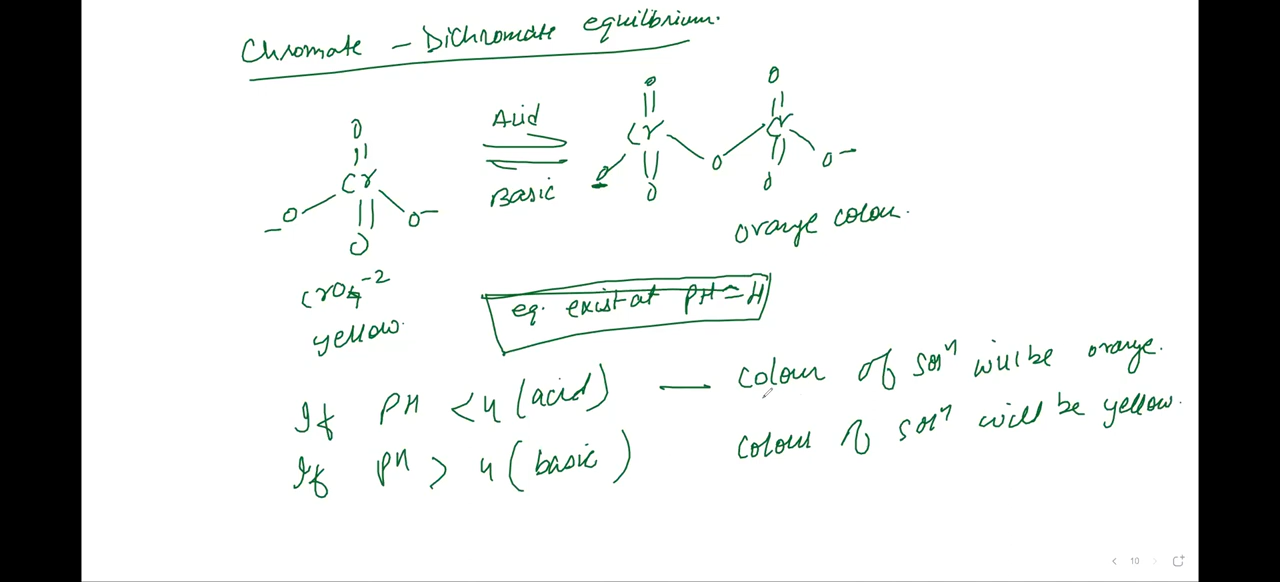 Chromate – Dichromate equilbrium.
O O O
|| || ||
Acid
Cr Cr Cr
–O || O– O || O || O–
Basic
O O O
orange colour.
CrO4-2
yellow.
eq. exist at pH = 4
If pH < 4 (acid) — colour of solⁿ will be orange.
If pH > 4 (basic) colour of solⁿ will be yellow.
10